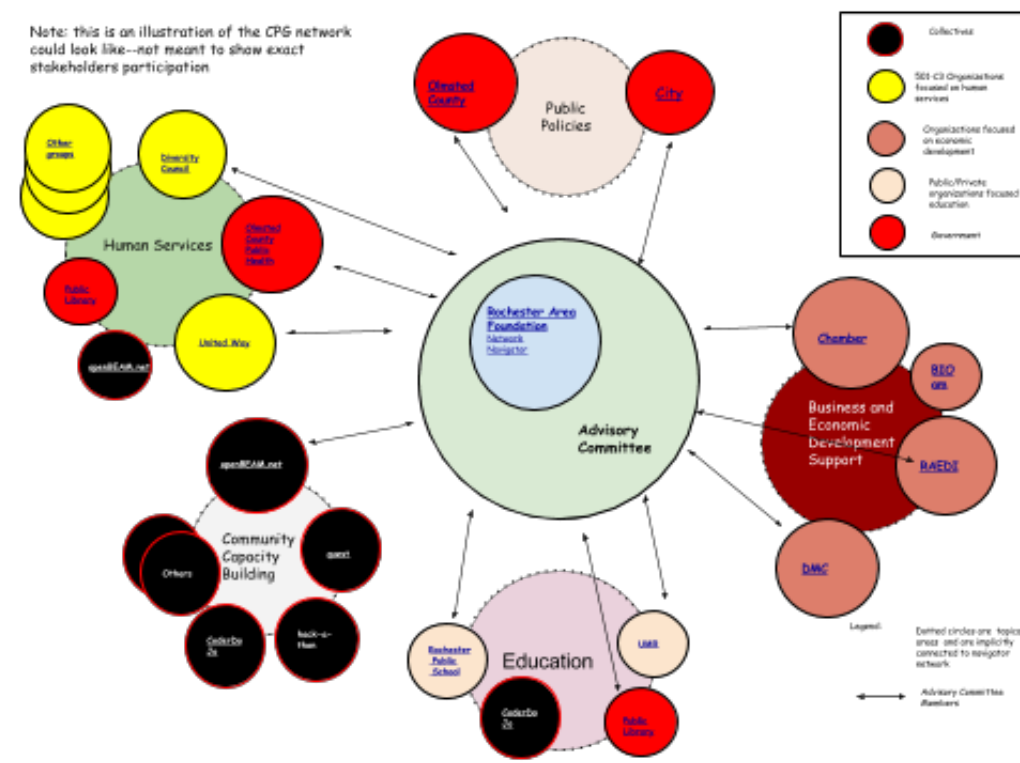 Note: this is an illustration of the CPG network
could look like--not meant to show exact
stakeholders participation
Collectives
501-C3 Organizations
focused on human
services
Organizations focused
on economic
development
Public/Private
organizations focused
education
Government
Olmsted
County
Public
Policies
City
Other
groups
Diversity
Council
Human Services
Olmsted
County
Public
Health
Public
Library
United Way
openBEAM.net
Rochester Area
Foundation
Network
Navigator
Advisory
Committee
Chamber
BIO
am
Business and
Economic
Development
Support
RAEDI
DMC
openBEAM.net
Community
Capacity
Building
quest
Others
CoderDo
Jo
hack-a-
thon
Rochester
Public
School
Education
UMR
CoderDo
Jo
Public
Library
Legend:
Dotted circles are topics
areas and are implicitly
connected to navigator
network
Advisory Committee
Members